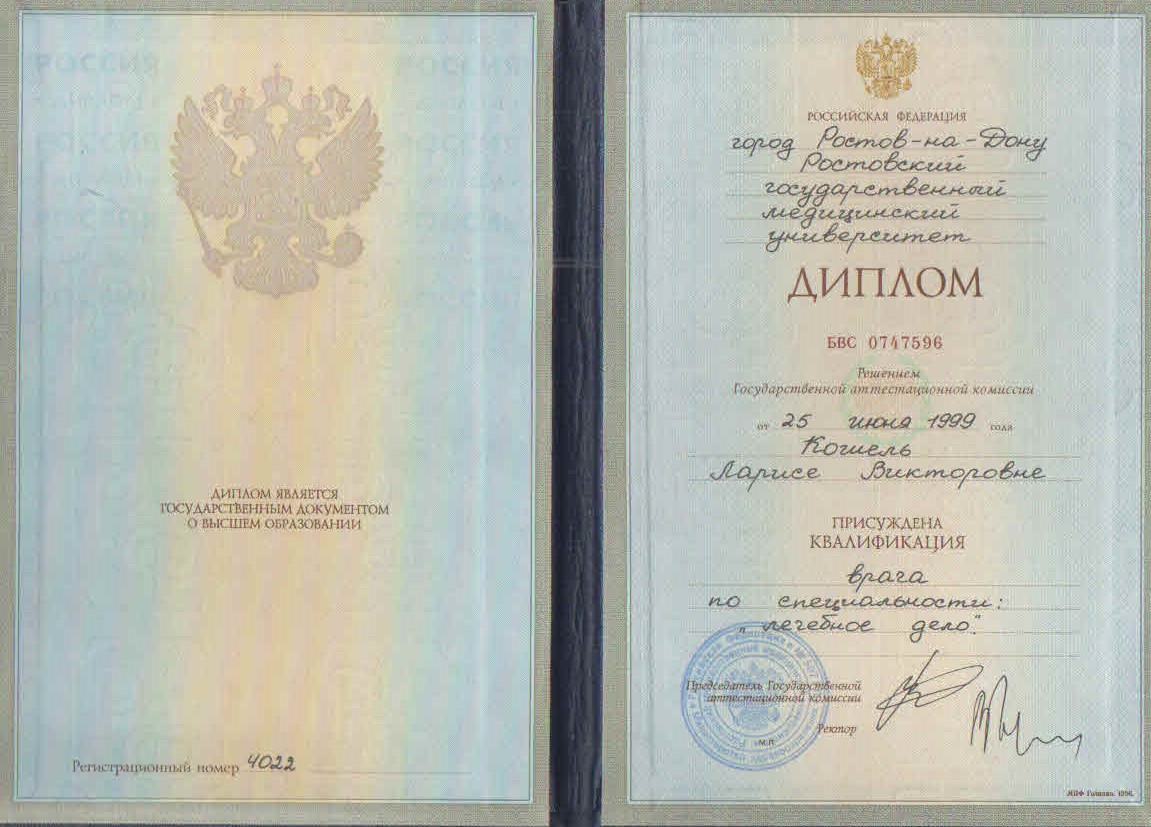 РОССИЯ РОССИЯ
РОССИЯ РОССИЯ
РОССИЯ РОССИЯ
РОССИЯ РОССИЯ
ДИПЛОМ ЯВЛЯЕТСЯ
ГОСУДАРСТВЕННЫМ ДОКУМЕНТОМ
О ВЫСШЕМ ОБРАЗОВАНИИ
Регистрационный номер 4022
РОССИЙСКАЯ ФЕДЕРАЦИЯ
город Ростов-на-Дону
Ростовский
государственный
медицинский
университет
ДИПЛОМ
БВС 0747596
Решением
Государственной аттестационной комиссии
от 25 июня 1999 года
Кошель
Ларисе Викторовне
ПРИСУЖДЕНА
КВАЛИФИКАЦИЯ
врача
по специальности:
„лечебное дело"
Председатель Государственной
аттестационной комиссии
Ректор
М.П.